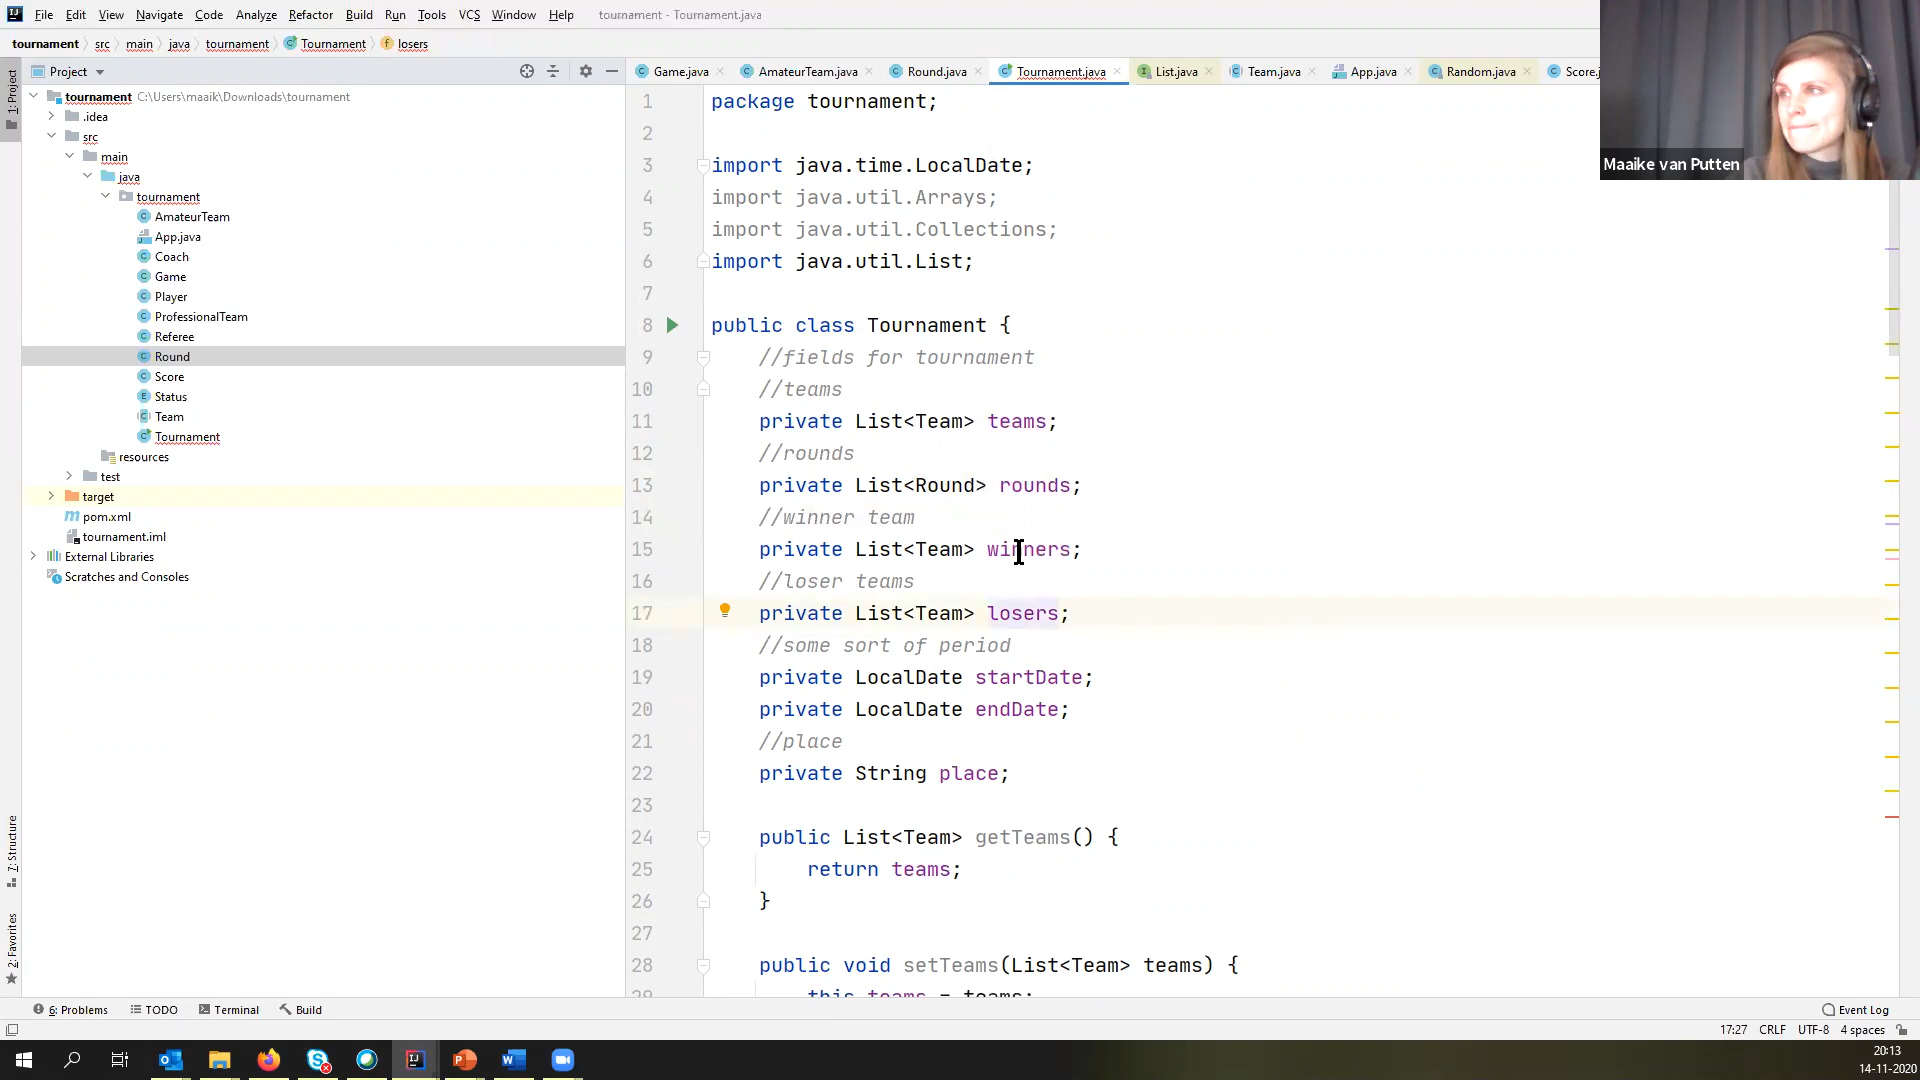 File Edit View Navigate Code Analyze Refactor Build Run Tools VCS Window Help tournament - Tournament.java
tournament src main java tournament Tournament losers
Project
Game.java AmateurTeam.java Round.java Tournament.java List.java Team.java App.java Random.java Score.j
1: Project
tournament C:\Users\maaik\Downloads\tournament
.idea
src
main
java
tournament
AmateurTeam
App.java
Coach
Game
Player
ProfessionalTeam
Referee
Round
Score
Status
Team
Tournament
resources
test
target
pom.xml
tournament.iml
External Libraries
Scratches and Consoles
7: Structure
2: Favorites
1 package tournament;
2
3 import java.time.LocalDate;
4 import java.util.Arrays;
5 import java.util.Collections;
6 import java.util.List;
7
8 public class Tournament {
9 //fields for tournament
10 //teams
11 private List<Team> teams;
12 //rounds
13 private List<Round> rounds;
14 //winner team
15 private List<Team> winners;
16 //loser teams
17 private List<Team> losers;
18 //some sort of period
19 private LocalDate startDate;
20 private LocalDate endDate;
21 //place
22 private String place;
23
24 public List<Team> getTeams() {
25 return teams;
26 }
27
28 public void setTeams(List<Team> teams) {
29 this.teams = teams;
Maaike van Putten
6: Problems TODO Terminal Build Event Log
17:27 CRLF UTF-8 4 spaces
20:13
14-11-2020